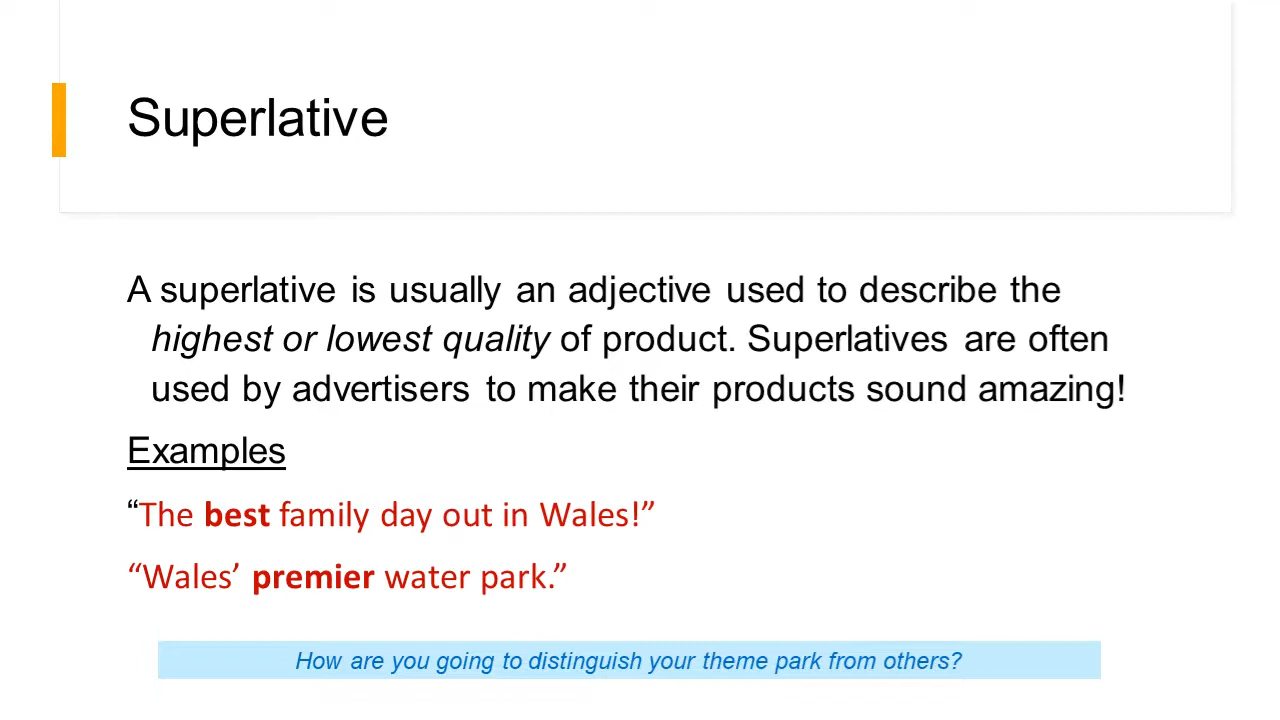 Superlative
A superlative is usually an adjective used to describe the
highest or lowest quality of product. Superlatives are often
used by advertisers to make their products sound amazing!
Examples
“The best family day out in Wales!”
“Wales’ premier water park.”
How are you going to distinguish your theme park from others?